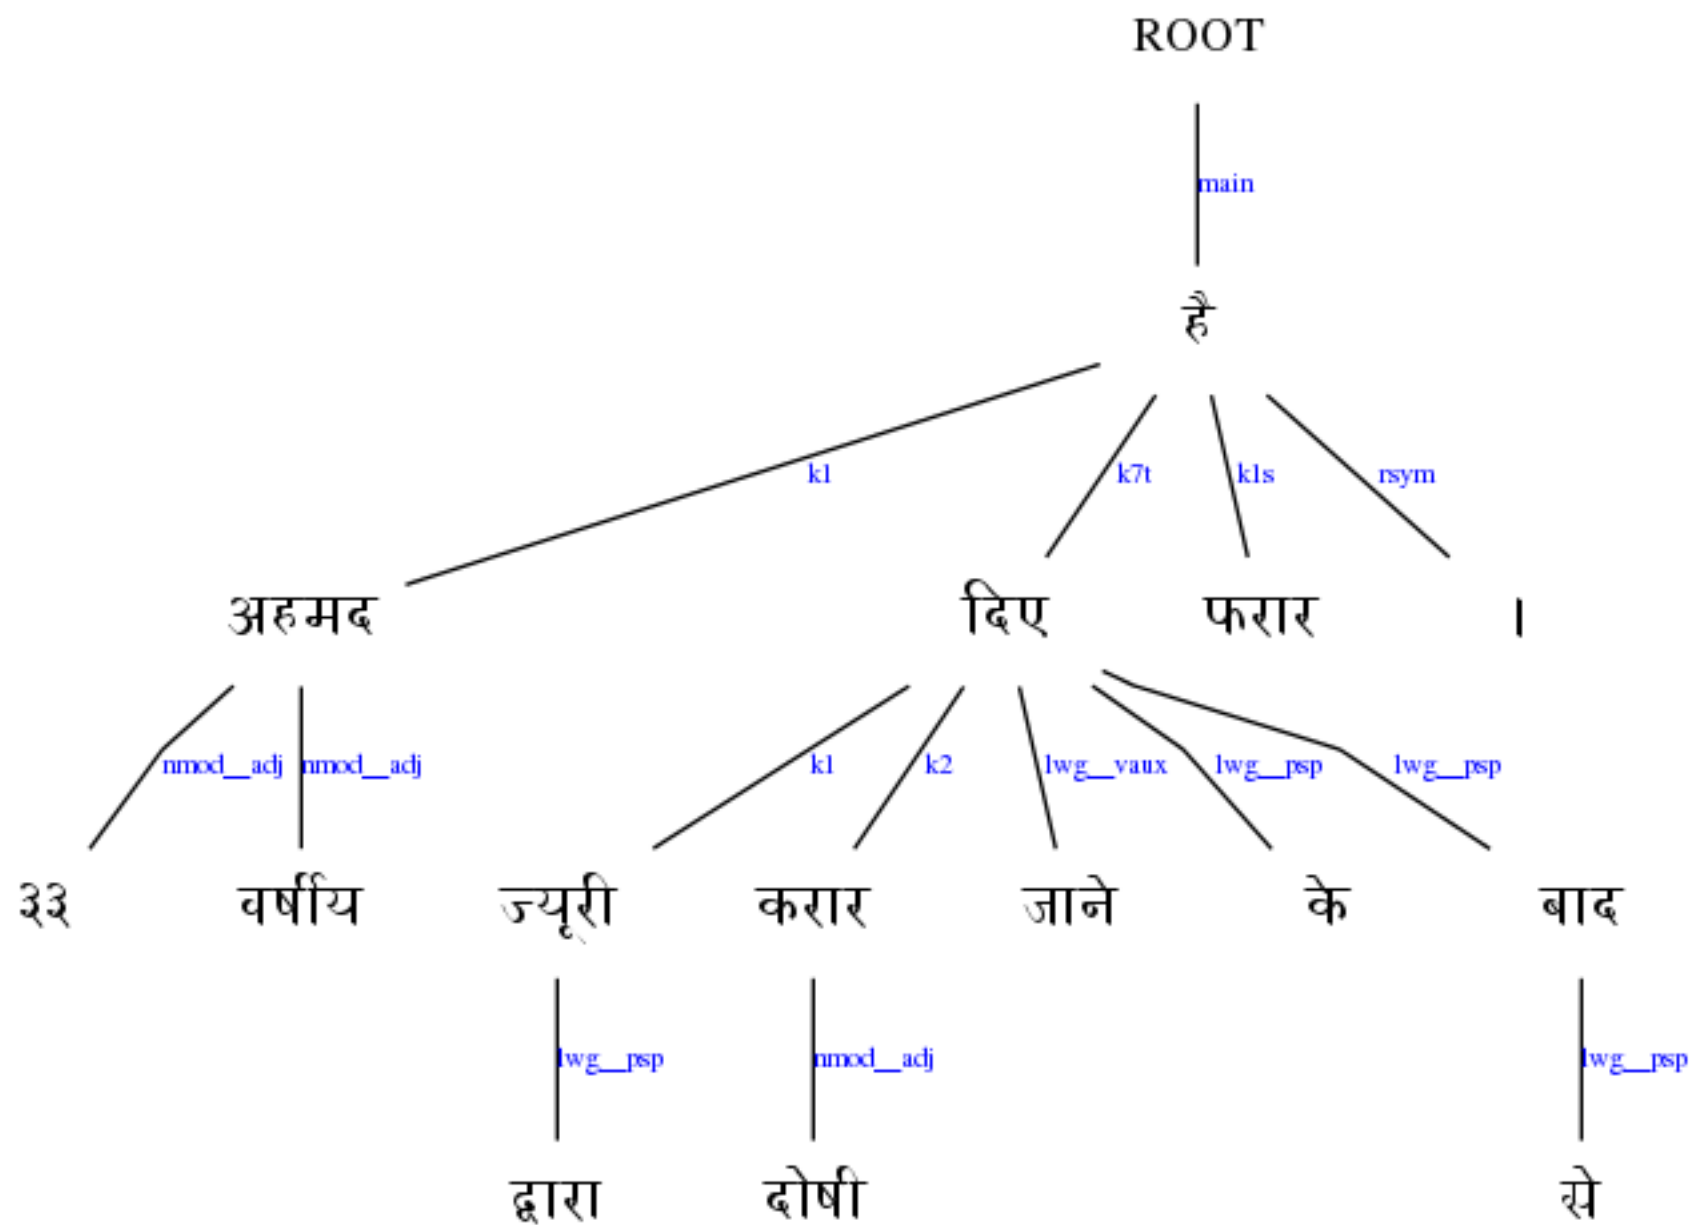 ROOT
main
है
k1 k7t k1s rsym
अहमद दिए फरार ।
nmod__adj nmod__adj k1 k2 lwg__vaux lwg__psp lwg__psp
३३ वर्षीय ज्यूरी करार जाने के बाद
lwg__psp nmod__adj lwg__psp
द्वारा दोषी से